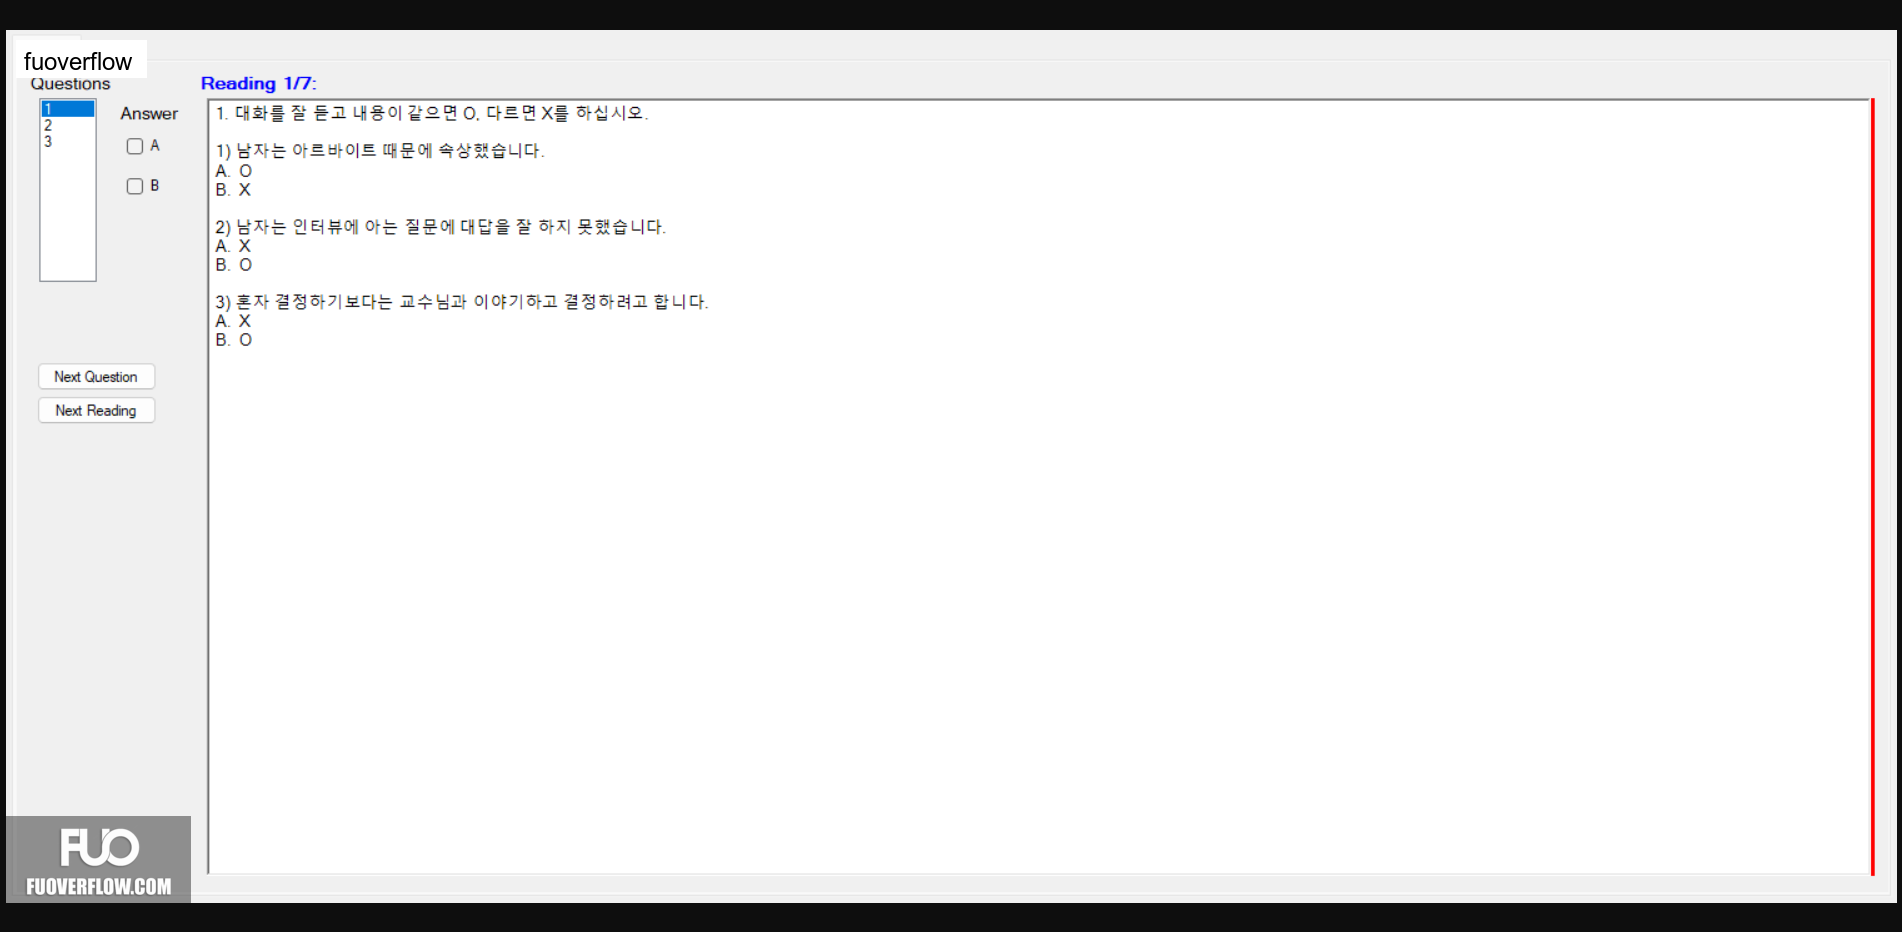 fuoverflow
Questions
Reading 1/7:
1
2
3
Answer
A
B
1. 대화를 잘 듣고 내용이 같으면 O, 다르면 X를 하십시오.
1) 남자는 아르바이트 때문에 속상했습니다.
A. O
B. X
2) 남자는 인터뷰에 아는 질문에 대답을 잘 하지 못했습니다.
A. X
B. O
3) 혼자 결정하기보다는 교수님과 이야기하고 결정하려고 합니다.
A. X
B. O
Next Question
Next Reading
FUO
FUOVERFLOW.COM